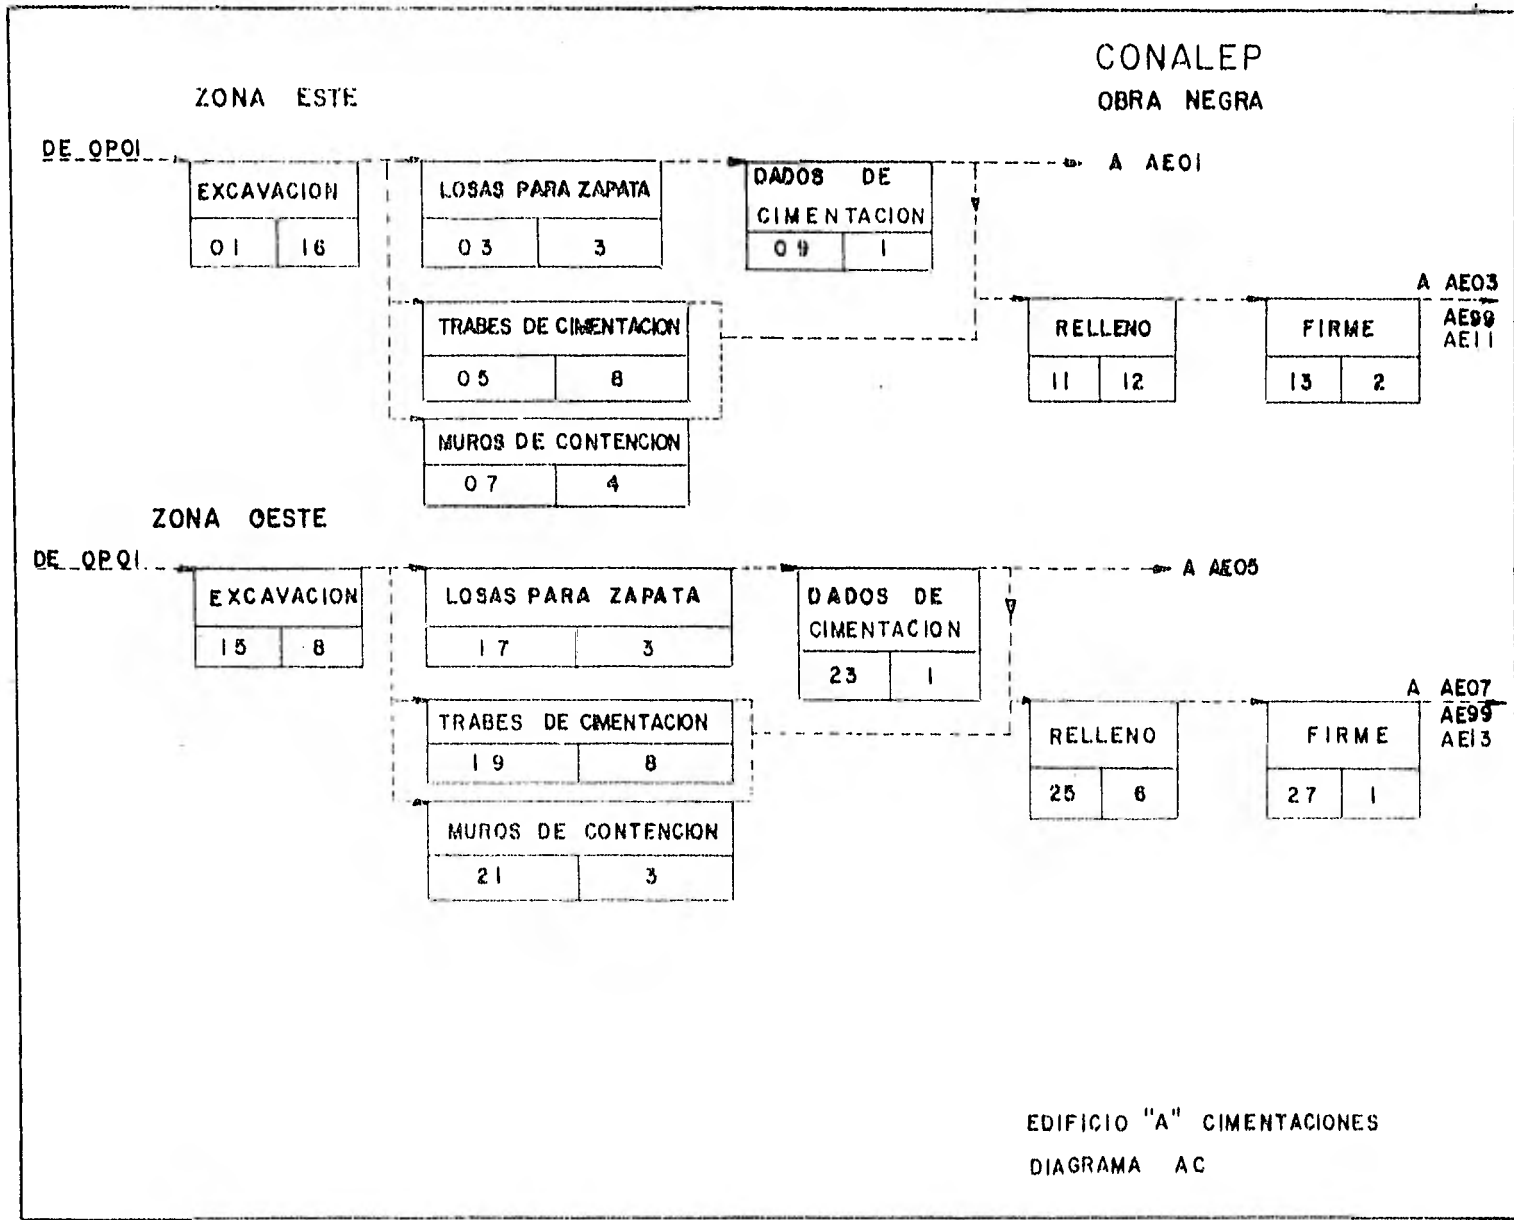 CONALEP
OBRA NEGRA
ZONA ESTE
DE OP01
EXCAVACION
01 16
LOSAS PARA ZAPATA
03 3
DADOS DE
CIMENTACION
09 1
A AE01
TRABES DE CIMENTACION
05 8
MUROS DE CONTENCION
07 4
RELLENO
11 12
FIRME
13 2
A AE03
AE99
AE11
ZONA OESTE
DE OP01
EXCAVACION
15 8
LOSAS PARA ZAPATA
17 3
DADOS DE
CIMENTACION
23 1
A AE05
TRABES DE CIMENTACION
19 8
MUROS DE CONTENCION
21 3
RELLENO
25 6
FIRME
27 1
A AE07
AE99
AE13
EDIFICIO "A" CIMENTACIONES
DIAGRAMA AC